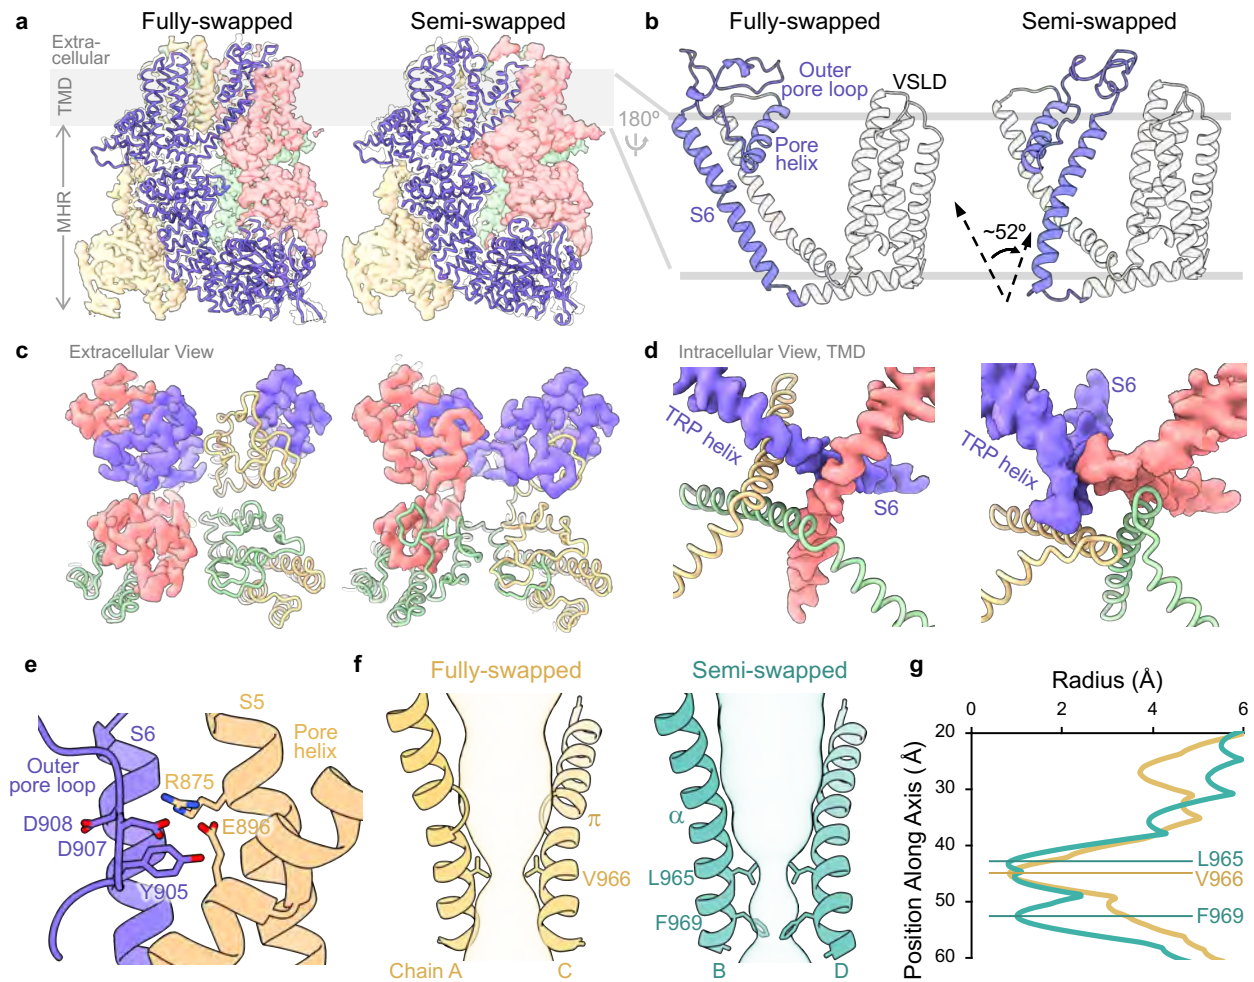 a
Fully-swapped
Semi-swapped
Extra-
cellular
TMD
MHR
b
Fully-swapped
Semi-swapped
Outer
pore loop
VSLD
180º
Pore
helix
S6
~52º
c
Extracellular View
d
Intracellular View, TMD
S6
TRP helix
S6
TRP helix
e
S6
S5
Pore
helix
Outer
pore loop
R875
D908
E896
D907
Y905
f
Fully-swapped
Semi-swapped
π
α
V966
L965
F969
Chain A
C
B
D
g
Radius (Å)
0
2
4
6
Position Along Axis (Å)
20
30
40
50
60
L965
V966
F969